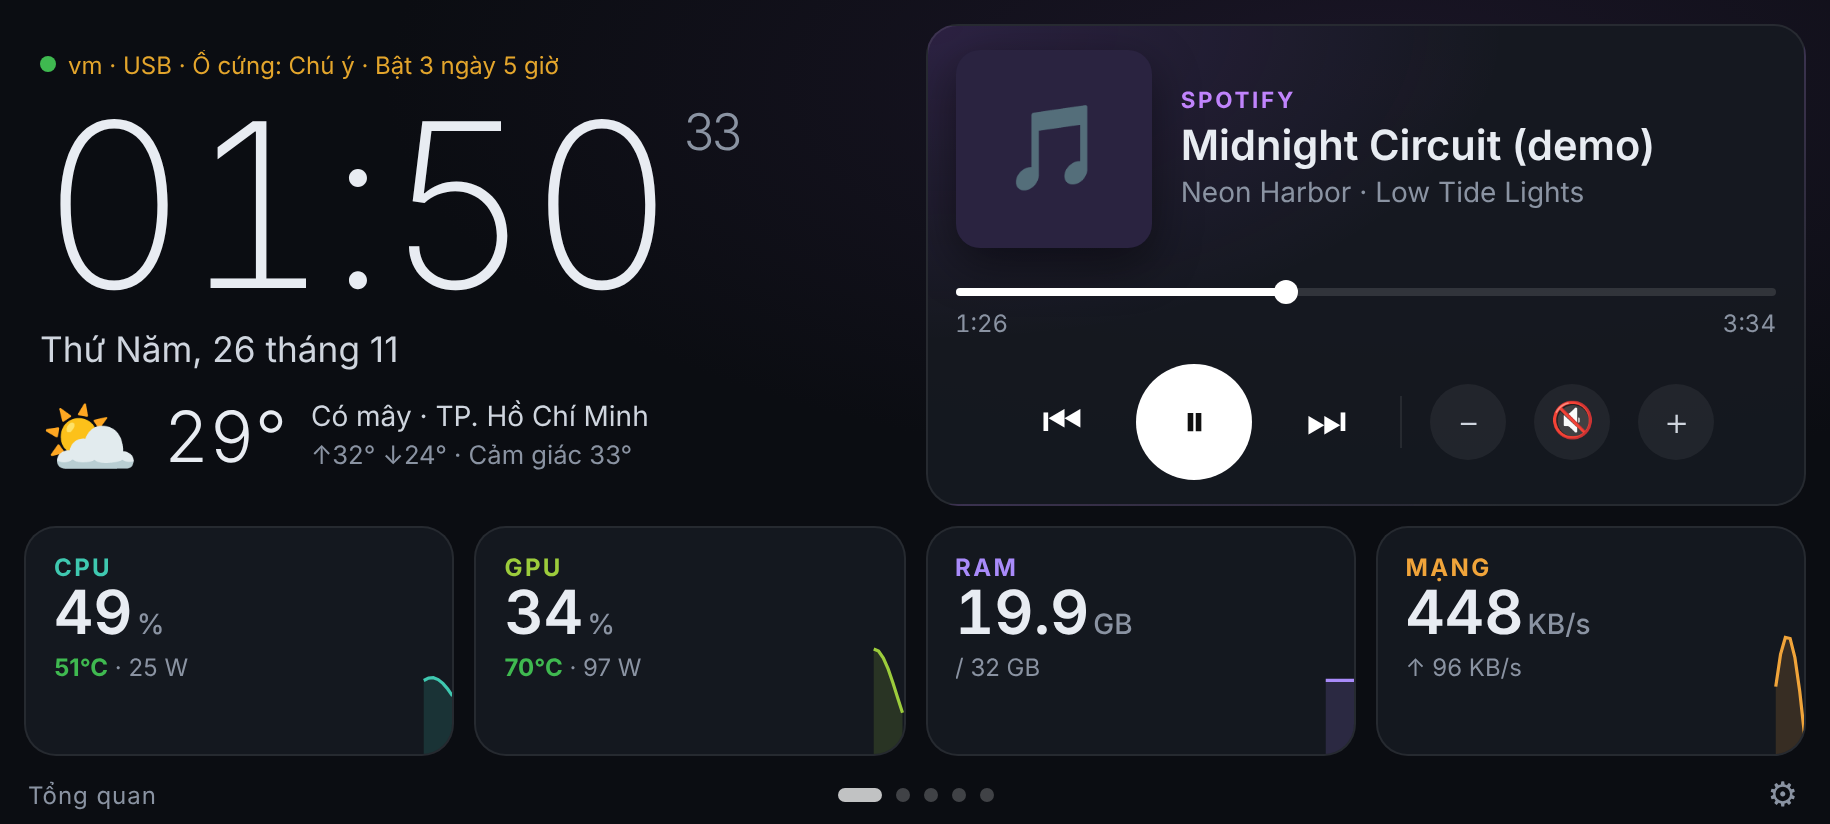 vm · USB · Ổ cứng: Chú ý · Bật 3 ngày 5 giờ
01:50 33
Thứ Năm, 26 tháng 11
29° Có mây · TP. Hồ Chí Minh
↑32° ↓24° · Cảm giác 33°
SPOTIFY
Midnight Circuit (demo)
Neon Harbor · Low Tide Lights
1:26 3:34
CPU
49 %
51°C · 25 W
GPU
34 %
70°C · 97 W
RAM
19.9 GB
/ 32 GB
MẠNG
448 KB/s
↑ 96 KB/s
Tổng quan